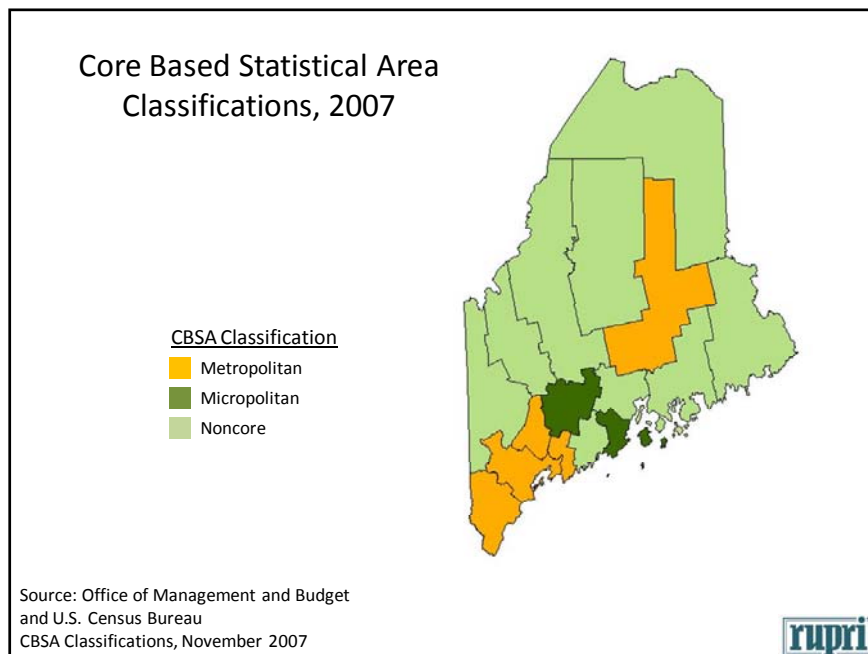 Core Based Statistical Area
Classifications, 2007
CBSA Classification
Metropolitan
Micropolitan
Noncore
Source: Office of Management and Budget
and U.S. Census Bureau
CBSA Classifications, November 2007
rupri